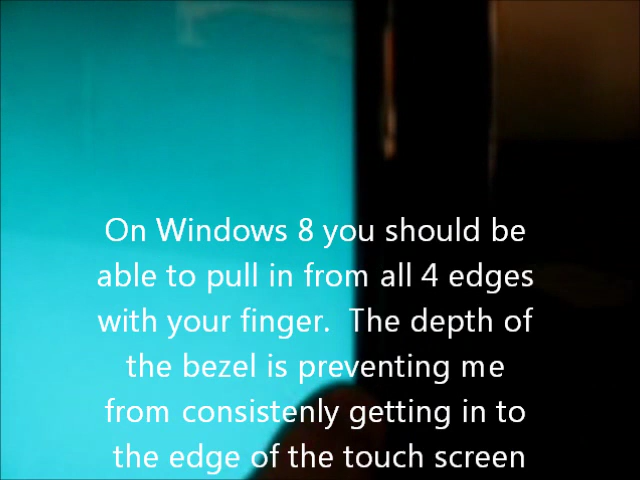 On Windows 8 you should be
able to pull in from all 4 edges
with your finger.  The depth of
the bezel is preventing me
from consistenly getting in to
the edge of the touch screen